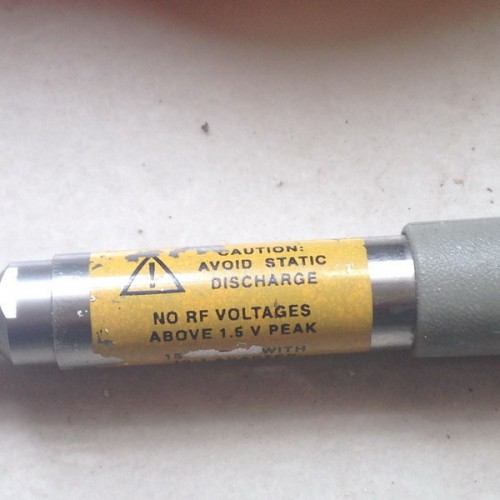 CAUTION:
AVOID STATIC
DISCHARGE
NO RF VOLTAGES
ABOVE 1.5 V PEAK
WITH